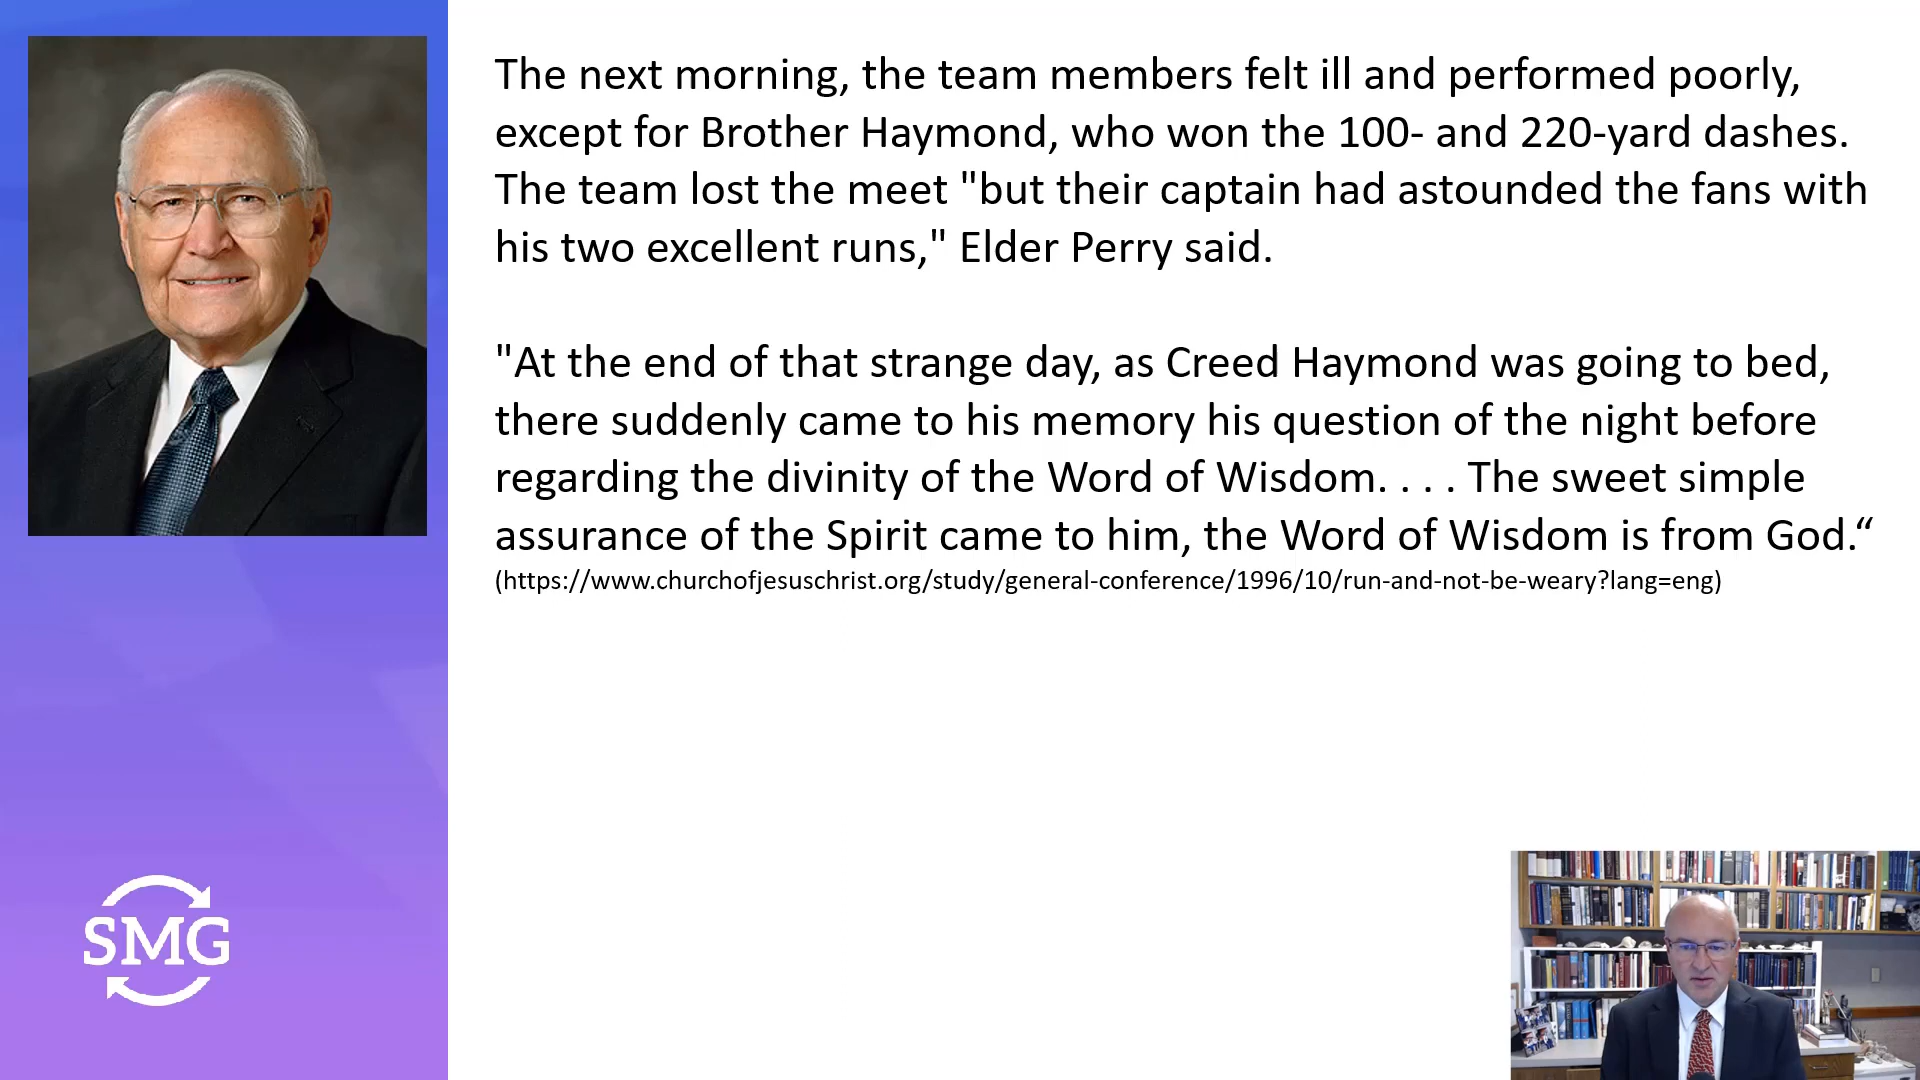 The next morning, the team members felt ill and performed poorly,
except for Brother Haymond, who won the 100- and 220-yard dashes.
The team lost the meet "but their captain had astounded the fans with
his two excellent runs," Elder Perry said.
"At the end of that strange day, as Creed Haymond was going to bed,
there suddenly came to his memory his question of the night before
regarding the divinity of the Word of Wisdom. . . . The sweet simple
assurance of the Spirit came to him, the Word of Wisdom is from God.“
(https://www.churchofjesuschrist.org/study/general-conference/1996/10/run-and-not-be-weary?lang=eng)
SMG